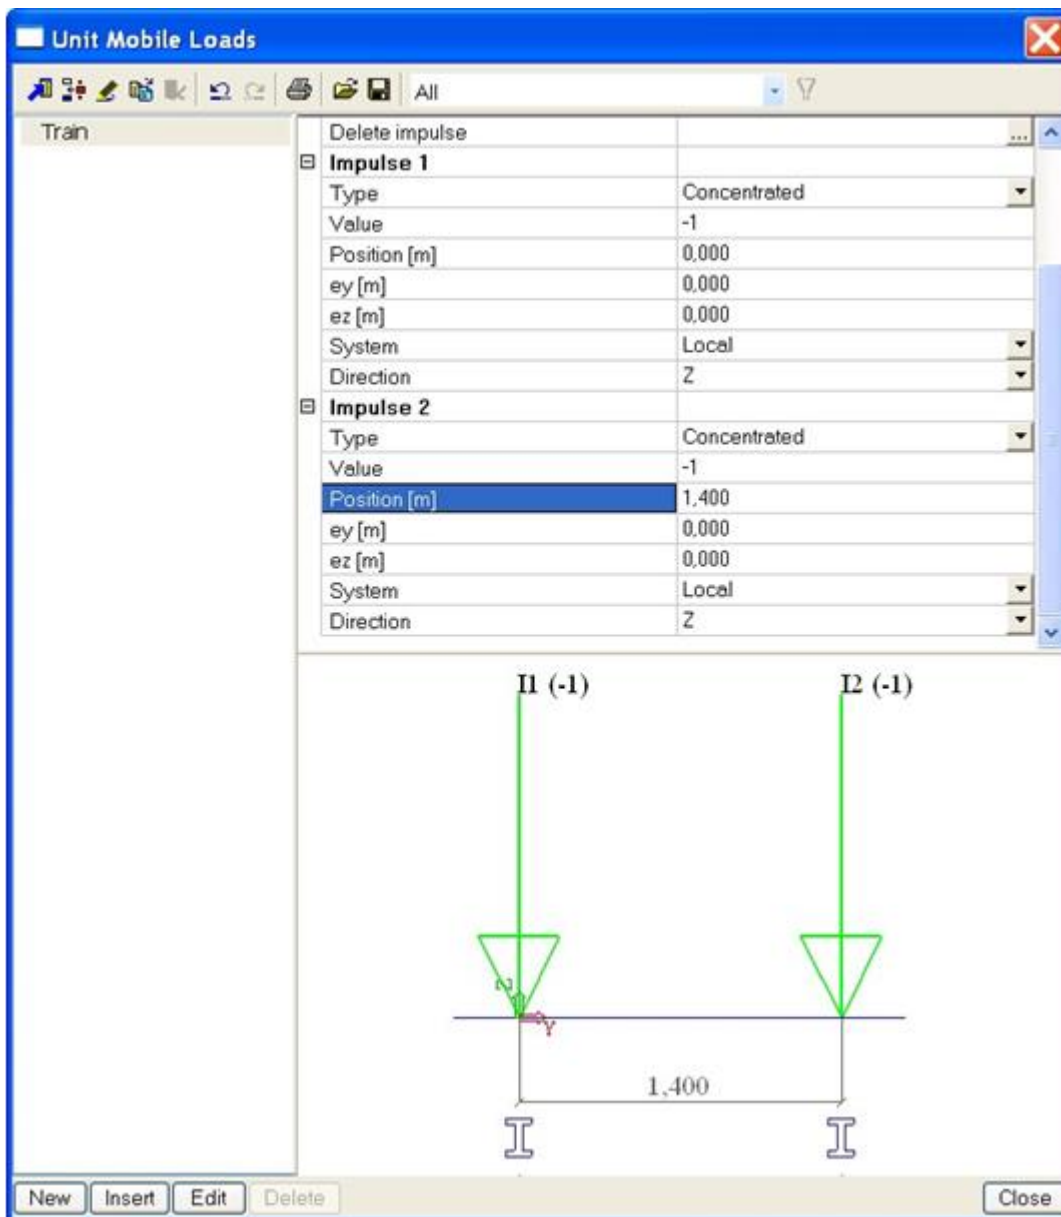 Unit Mobile Loads
All
Train
Delete impulse ...
Impulse 1
Type Concentrated
Value -1
Position [m] 0,000
ey [m] 0,000
ez [m] 0,000
System Local
Direction Z
Impulse 2
Type Concentrated
Value -1
Position [m] 1,400
ey [m] 0,000
ez [m] 0,000
System Local
Direction Z
I1 (-1) I2 (-1)
Z
Y
1,400
New Insert Edit Delete Close